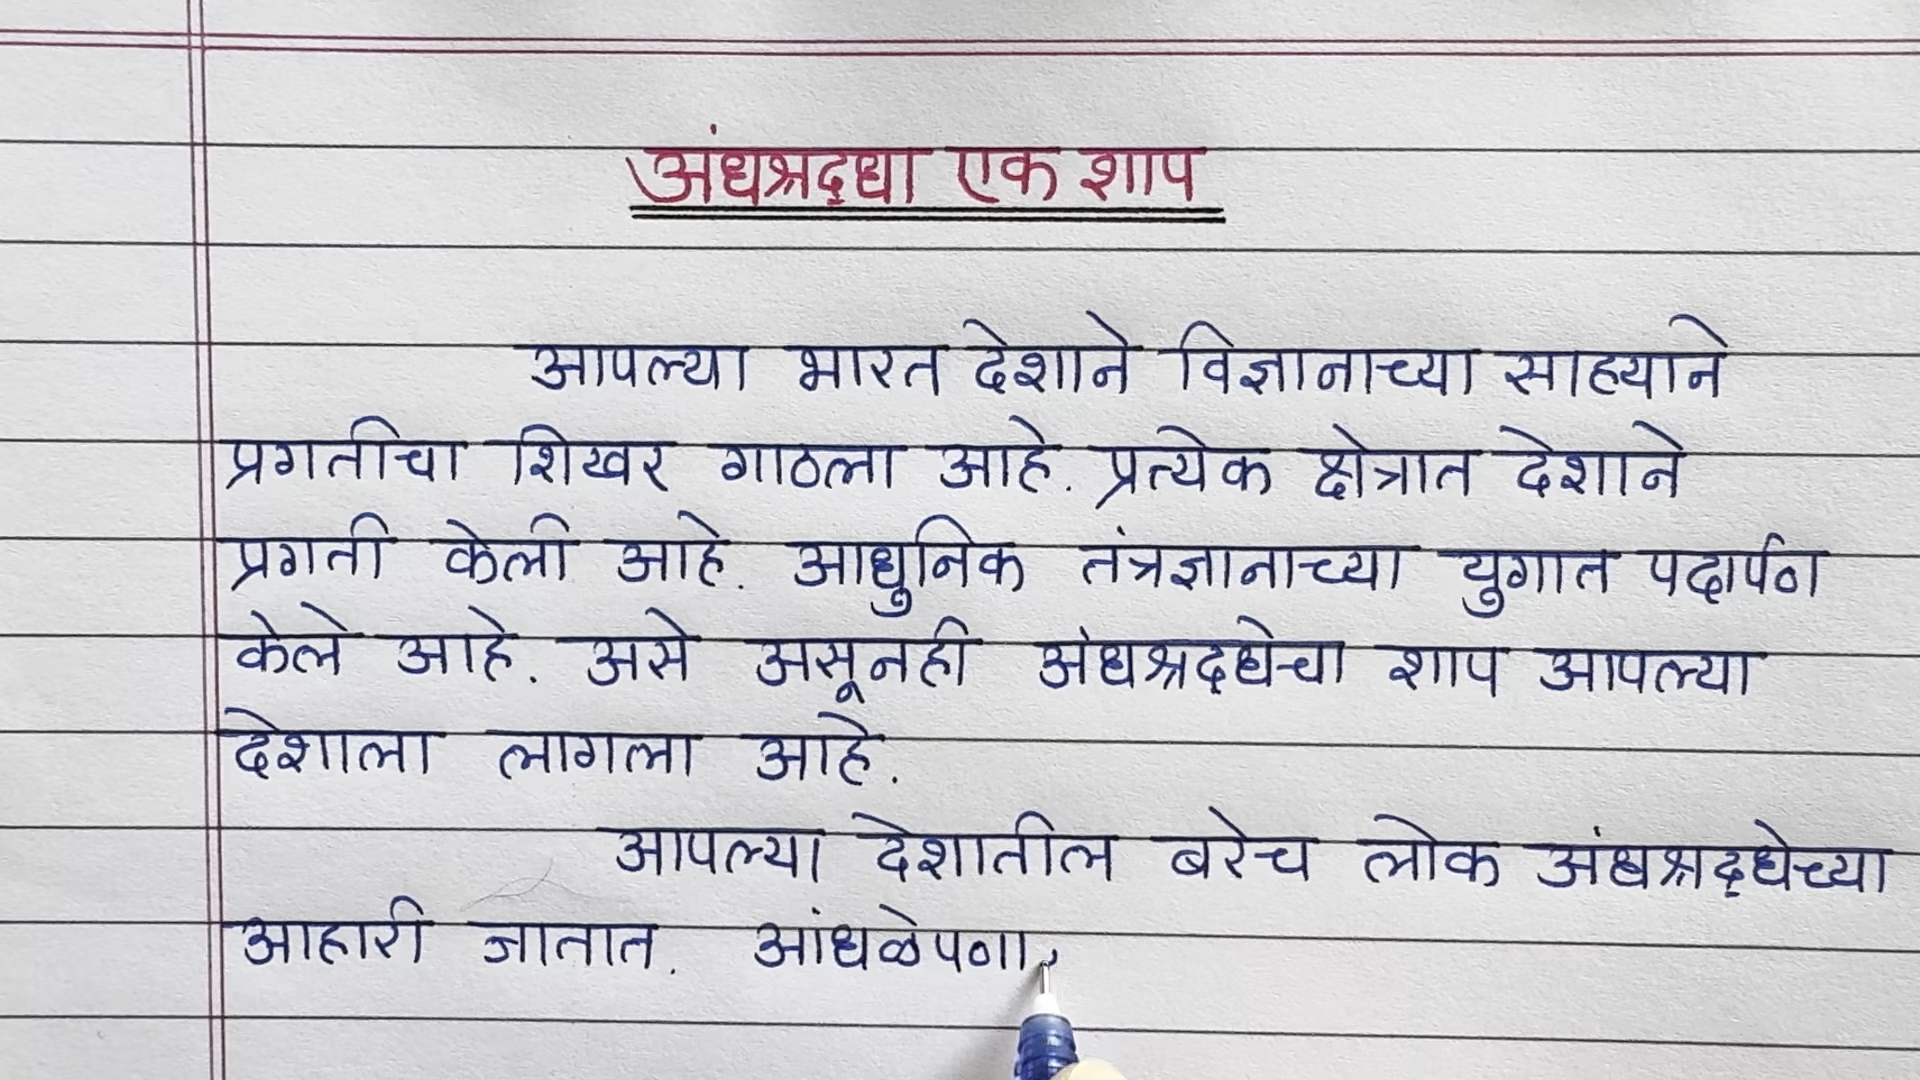 अंधश्रद्धा एक शाप
आपल्या भारत देशाने विज्ञानाच्या साहयाने
प्रगतीचा शिखर गाठला आहे. प्रत्येक क्षेत्रात देशाने
प्रगती केली आहे. आधुनिक तंत्रज्ञानाच्या युगात पदार्पण
केले आहे. असे असूनही अंधश्रद्धेचा शाप आपल्या
देशाला लागला आहे.
आपल्या देशातील बरेच लोक अंधश्रद्धेच्या
आहारी जातात. आंधळेपणा